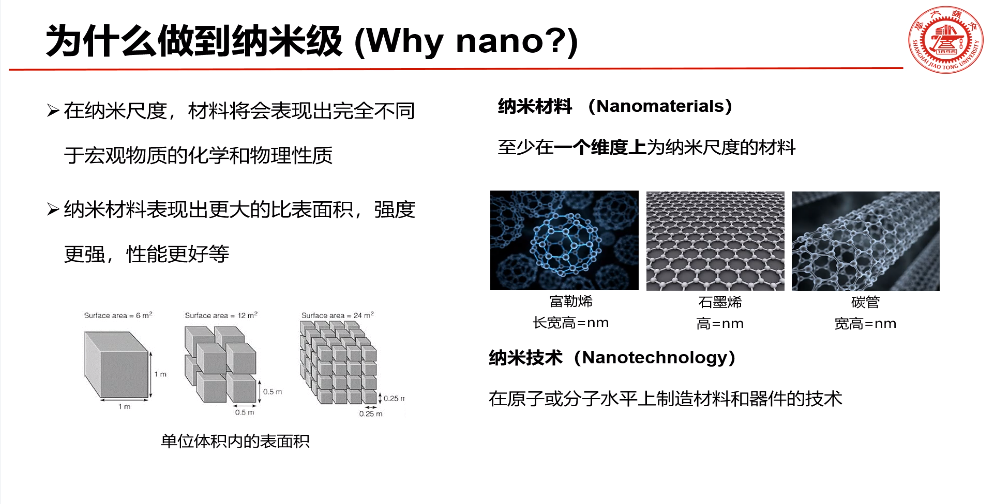 为什么做到纳米级 (Why nano?)
SHANGHAI JIAO TONG UNIVERSITY
➢在纳米尺度，材料将会表现出完全不同
于宏观物质的化学和物理性质
➢纳米材料表现出更大的比表面积，强度
更强，性能更好等
Surface area = 6 m²
Surface area = 12 m²
Surface area = 24 m²
1 m
1 m
0.5 m
0.5 m
0.25 m
0.25 m
单位体积内的表面积
纳米材料 （Nanomaterials）
至少在一个维度上为纳米尺度的材料
富勒烯
长宽高=nm
石墨烯
高=nm
碳管
宽高=nm
纳米技术（Nanotechnology）
在原子或分子水平上制造材料和器件的技术